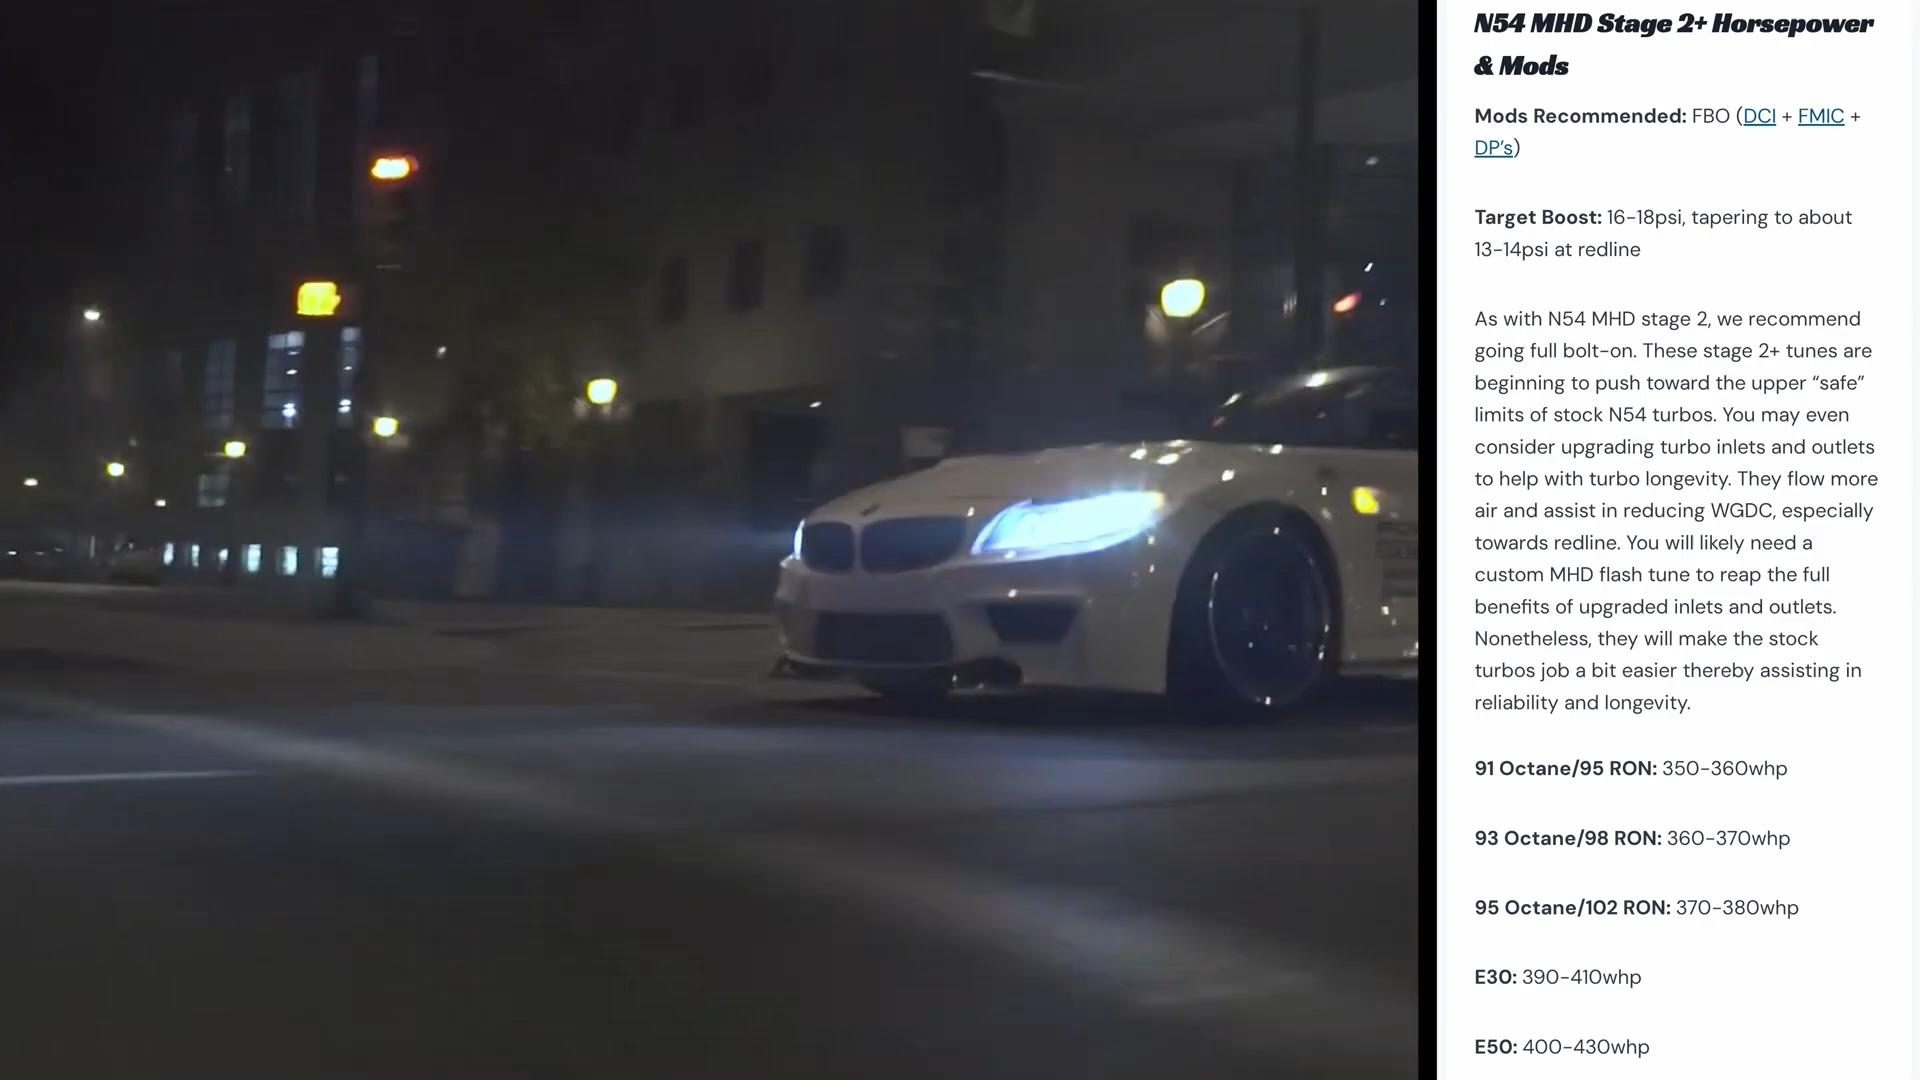 N54 MHD Stage 2+ Horsepower
& Mods
Mods Recommended: FBO (DCI + FMIC +
DP’s)
Target Boost: 16-18psi, tapering to about
13-14psi at redline
As with N54 MHD stage 2, we recommend
going full bolt-on. These stage 2+ tunes are
beginning to push toward the upper “safe”
limits of stock N54 turbos. You may even
consider upgrading turbo inlets and outlets
to help with turbo longevity. They flow more
air and assist in reducing WGDC, especially
towards redline. You will likely need a
custom MHD flash tune to reap the full
benefits of upgraded inlets and outlets.
Nonetheless, they will make the stock
turbos job a bit easier thereby assisting in
reliability and longevity.
91 Octane/95 RON: 350-360whp
93 Octane/98 RON: 360-370whp
95 Octane/102 RON: 370-380whp
E30: 390-410whp
E50: 400-430whp